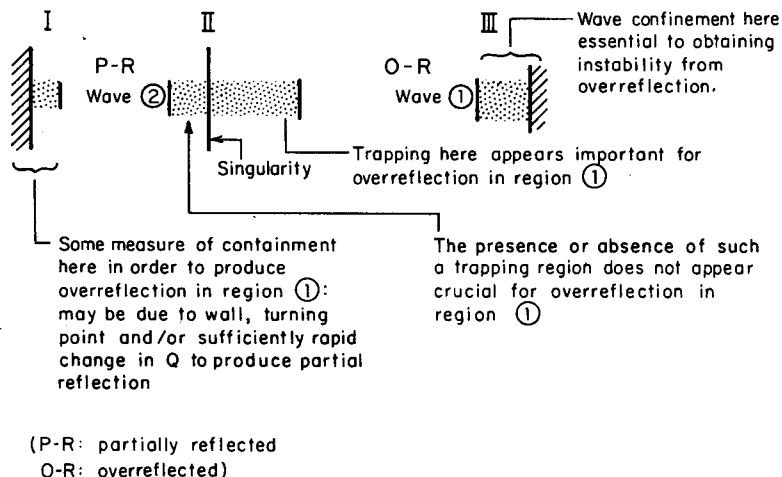 I
II
III
Wave confinement here
essential to obtaining
instability from
overreflection.
P-R
Wave ②
O-R
Wave ①
Singularity
Trapping here appears important for
overreflection in region ①
Some measure of containment
here in order to produce
overreflection in region ①:
may be due to wall, turning
point and/or sufficiently rapid
change in Q to produce partial
reflection
The presence or absence of such
a trapping region does not appear
crucial for overreflection in
region ①
(P-R: partially reflected
O-R: overreflected)